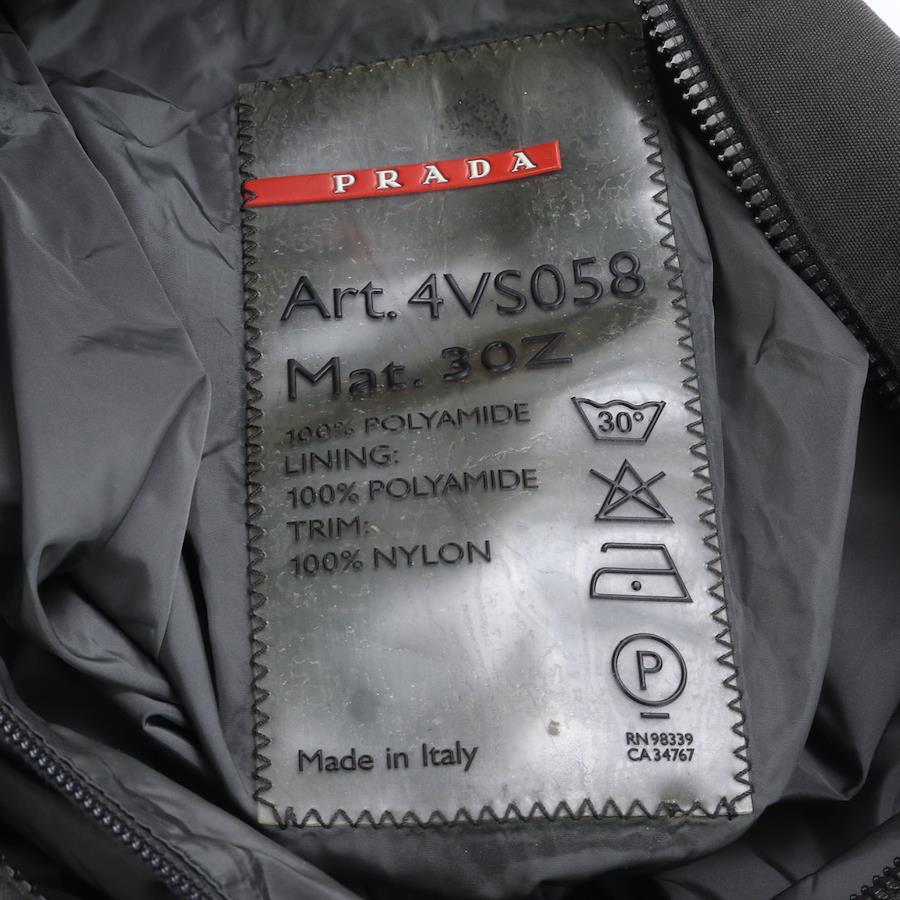 PRADA
Art. 4VS058
Mat. 30Z
100% POLYAMIDE
LINING:
100% POLYAMIDE
TRIM:
100% NYLON
30°
P
Made in Italy
RN 98339
CA 34767